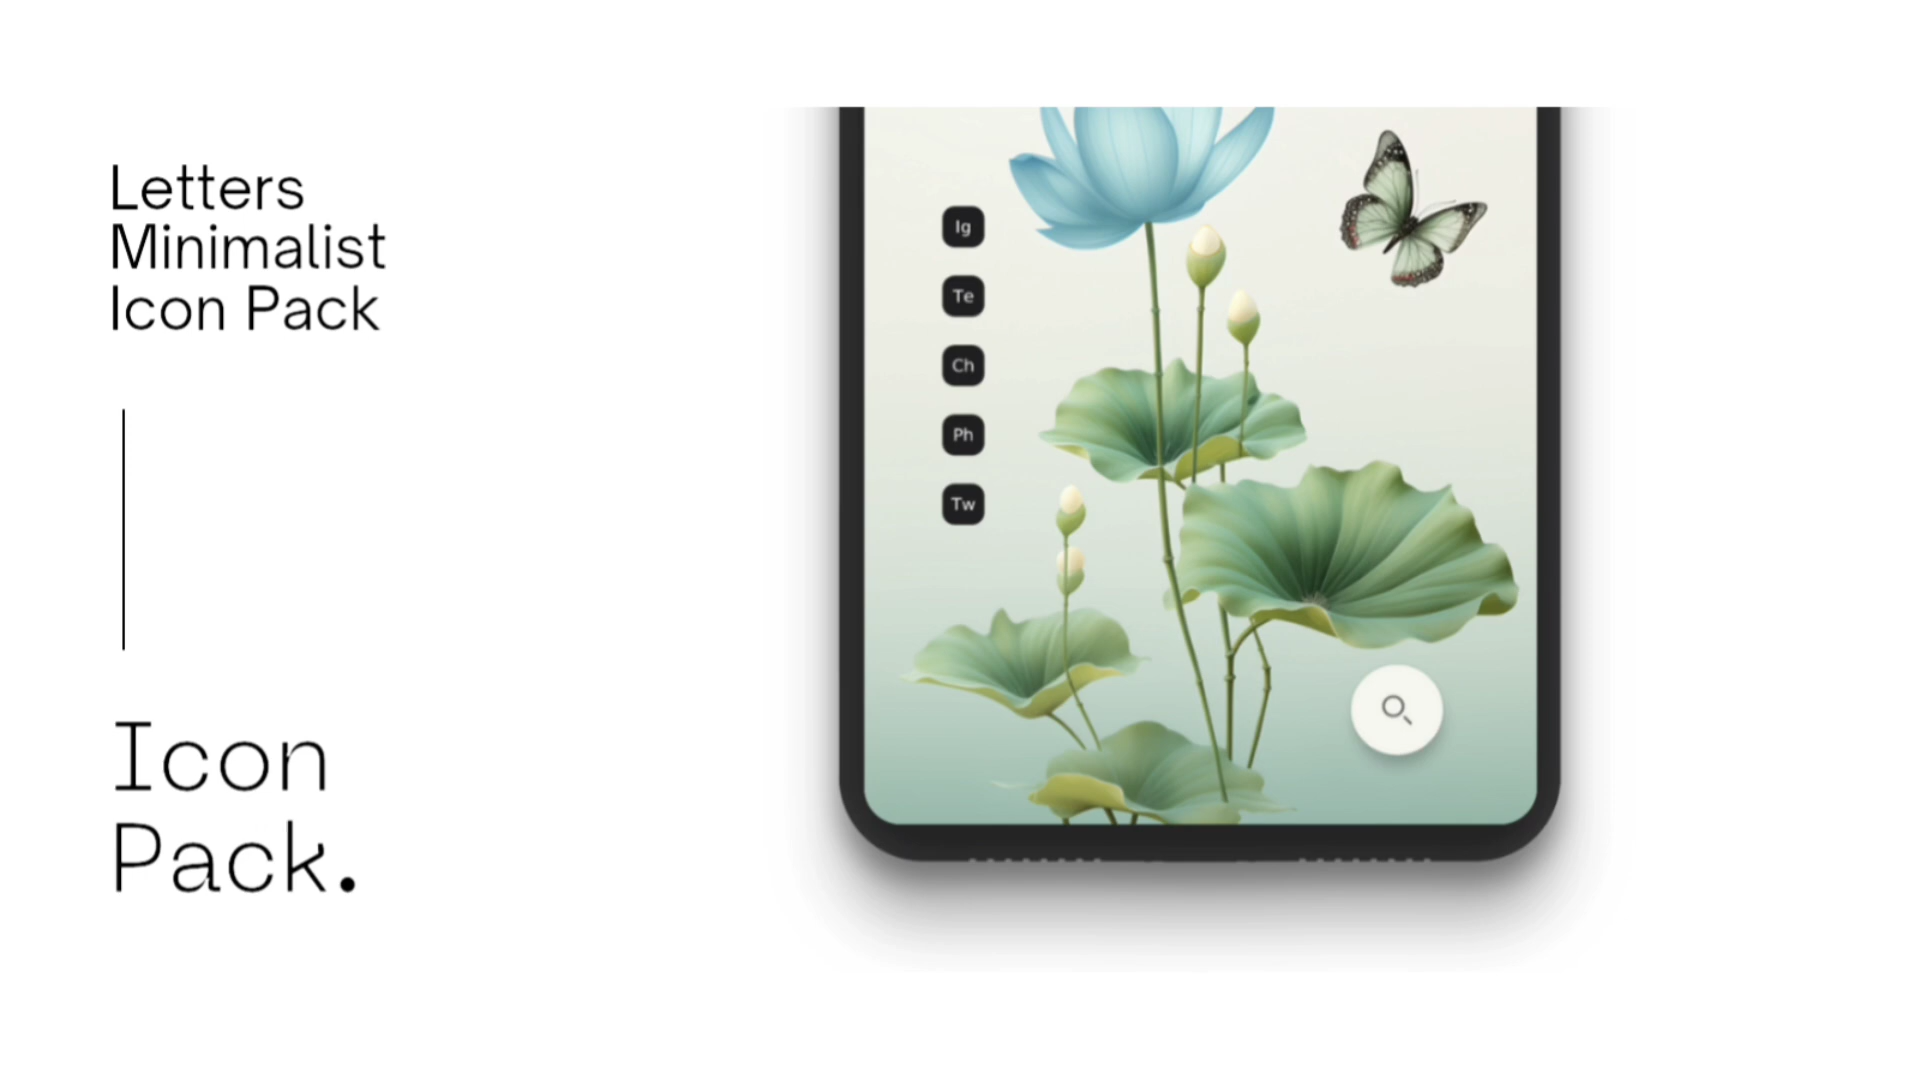 Letters
Minimalist
Icon Pack
Icon
Pack.
Ig
Te
Ch
Ph
Tw